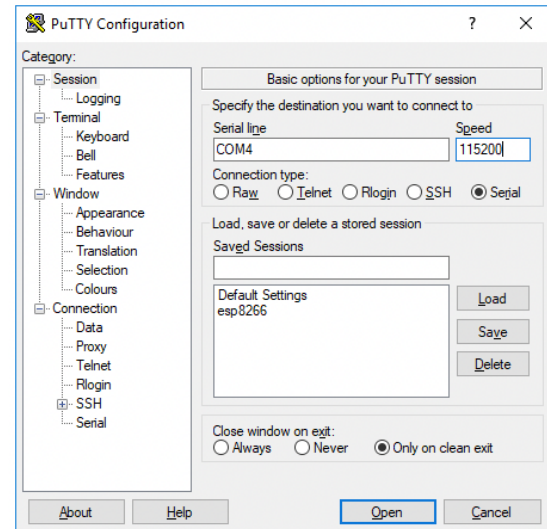 PuTTY Configuration
?
Category:
Session
Logging
Terminal
Keyboard
Bell
Features
Window
Appearance
Behaviour
Translation
Selection
Colours
Connection
Data
Proxy
Telnet
Rlogin
SSH
Serial
Basic options for your PuTTY session
Specify the destination you want to connect to
Serial line Speed
COM4 115200
Connection type:
Raw Telnet Rlogin SSH Serial
Load, save or delete a stored session
Saved Sessions
Default Settings
esp8266
Load
Save
Delete
Close window on exit:
Always Never Only on clean exit
About Help Open Cancel